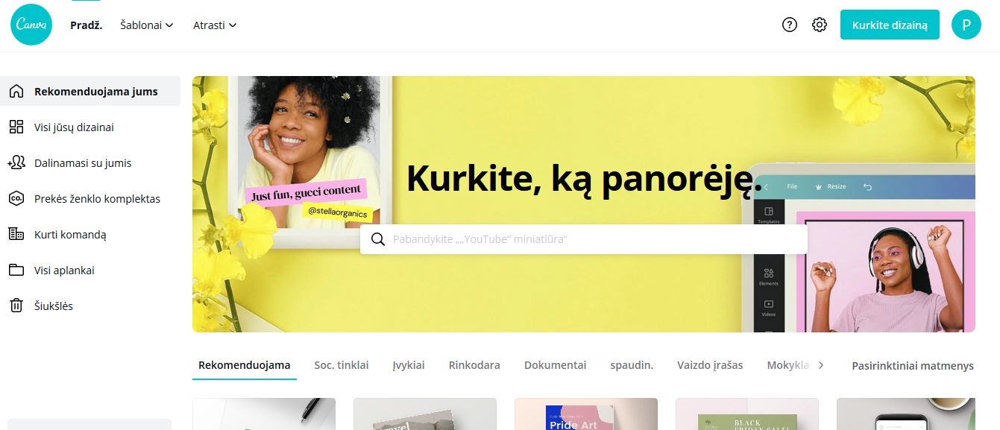 Canva
Pradž.
Šablonai
Atrasti
Kurkite dizainą
P
Rekomenduojama jums
Visi jūsų dizainai
Dalinamasi su jumis
CO.
Prekės ženklo komplektas
Kurti komandą
Visi aplankai
Šiukšlės
Just fun, gucci content
@stellaorganics
Kurkite, ką panorėję.
Pabandykite „„YouTube“ miniatiūra“
File
Resize
Templates
Elements
Videos
Rekomenduojama
Soc. tinklai
Įvykiai
Rinkodara
Dokumentai
spaudin.
Vaizdo įrašas
Mokykla
Pasirinktiniai matmenys
Pride Art
BLACK
FRIDAY SALE!